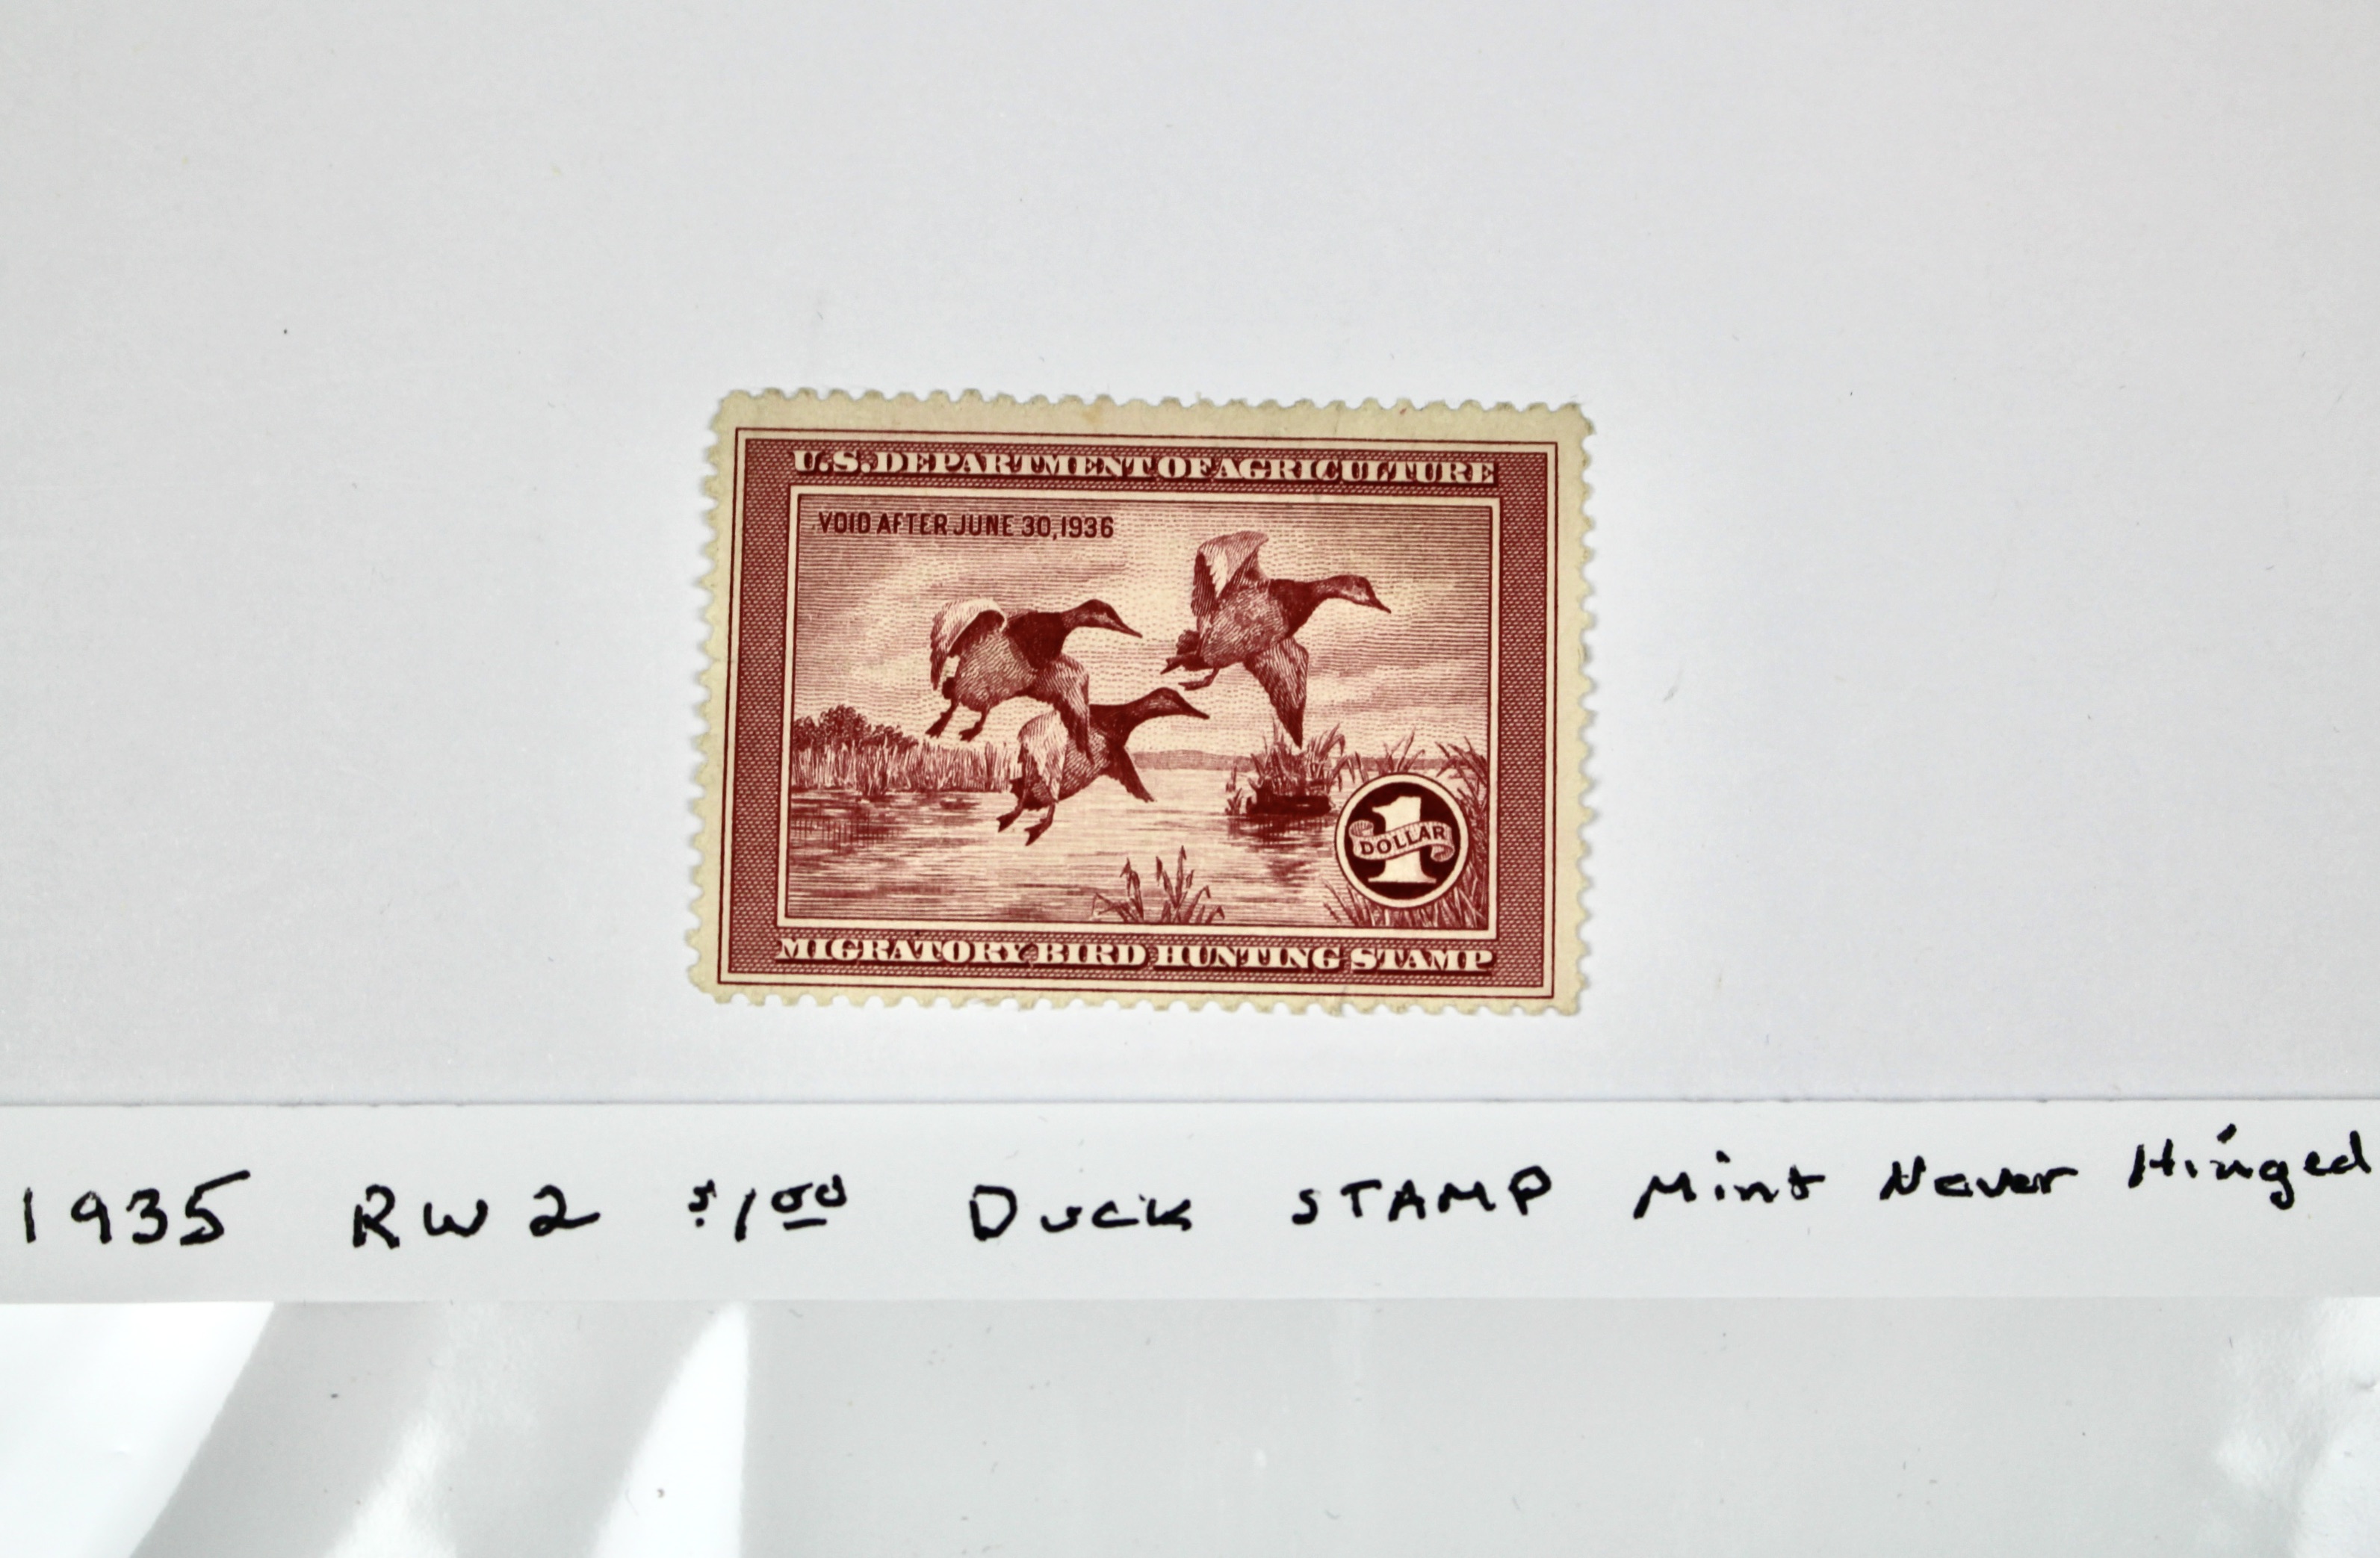 U.S. DEPARTMENT OF AGRICULTURE
VOID AFTER JUNE 30, 1936
1
DOLLAR
MIGRATORY BIRD HUNTING STAMP
1935 RW2 $1.00 Duck STAMP Mint Never Hinged